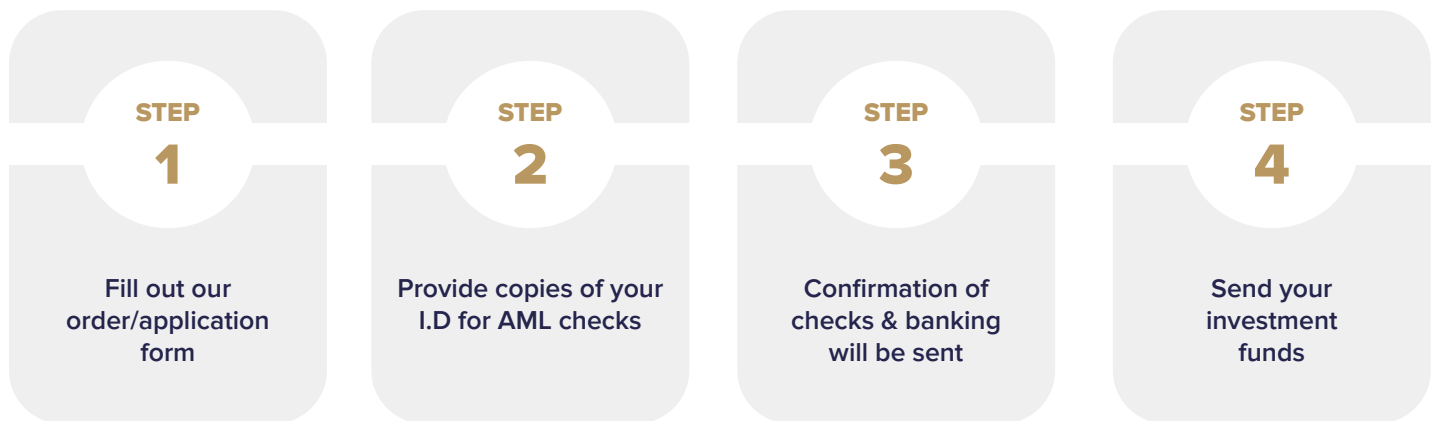 STEP
1
Fill out our
order/application
form
STEP
2
Provide copies of your
I.D for AML checks
STEP
3
Confirmation of
checks & banking
will be sent
STEP
4
Send your
investment
funds